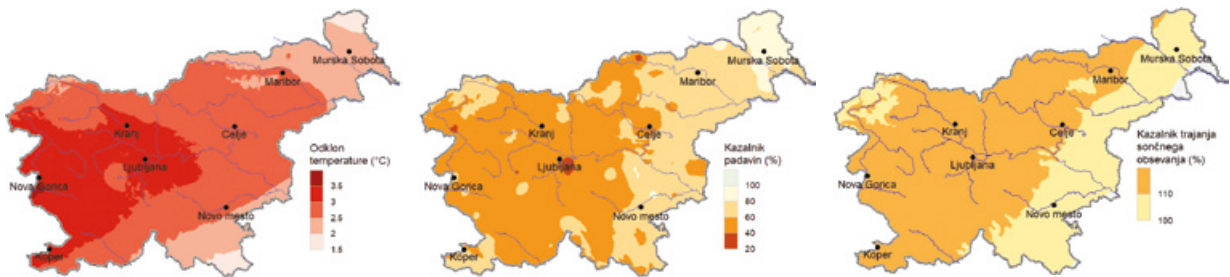 Murska Sobota
Maribor
Kranj
Celje
Ljubljana
Nova Gorica
Novo mesto
Koper
Odklon
temperature (°C)
3.5
3
2.5
2
1.5
Murska Sobota
Maribor
Kranj
Celje
Ljubljana
Nova Gorica
Novo mesto
Koper
Kazalnik
padavin (%)
100
80
60
40
20
Murska Sobota
Maribor
Kranj
Celje
Ljubljana
Nova Gorica
Novo mesto
Koper
Kazalnik trajanja
sončnega
obsevanja (%)
110
100